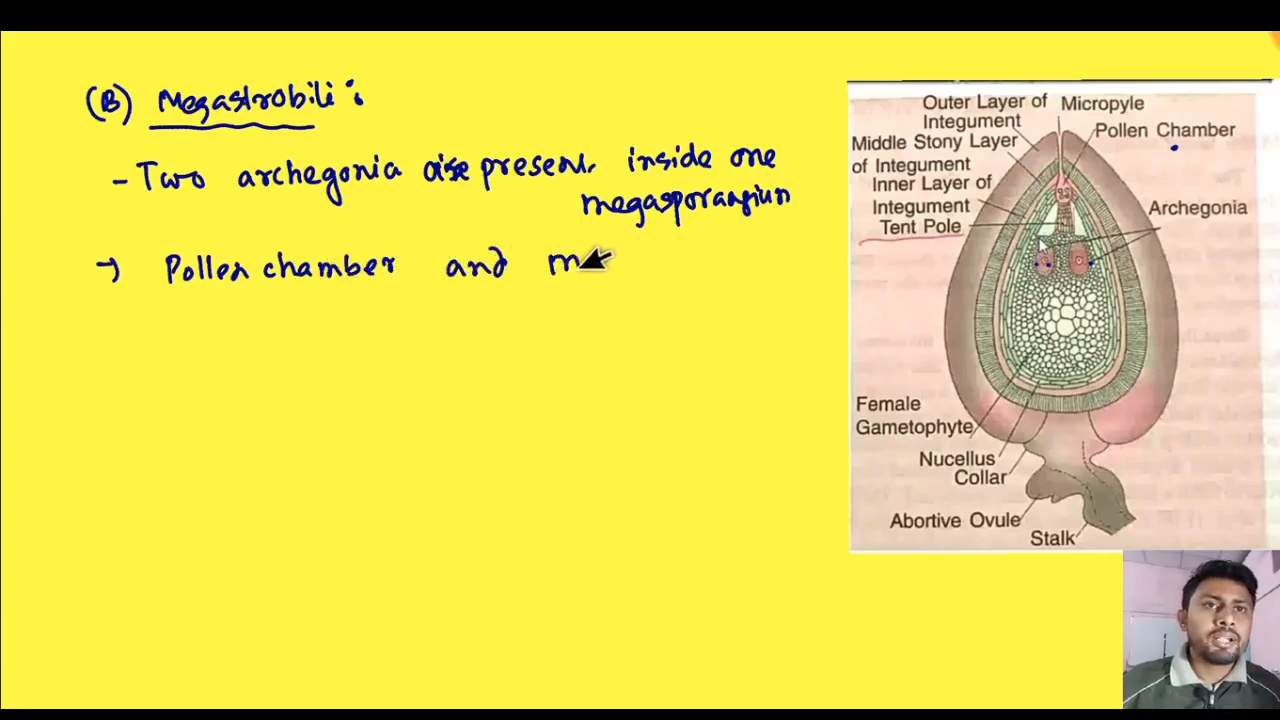 (B) Megastrobili :
- Two archegonia are present inside one
megasporangium
→ Pollen chamber and m
Outer Layer of Integument
Micropyle
Pollen Chamber
Middle Stony Layer of Integument
Inner Layer of Integument
Tent Pole
Archegonia
Female Gametophyte
Nucellus
Collar
Abortive Ovule
Stalk